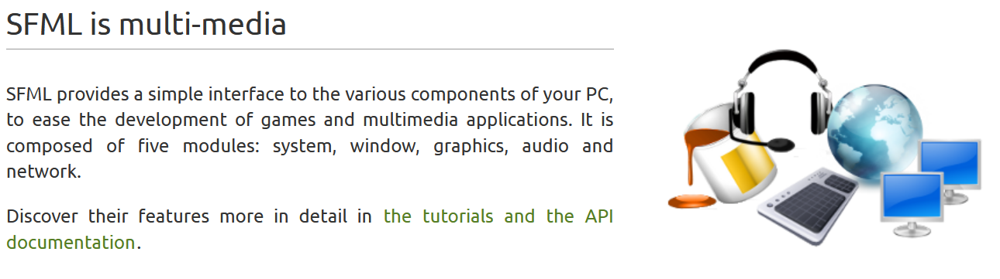 SFML is multi-media
SFML provides a simple interface to the various components of your PC,
to ease the development of games and multimedia applications. It is
composed of five modules: system, window, graphics, audio and
network.
Discover their features more in detail in the tutorials and the API
documentation.